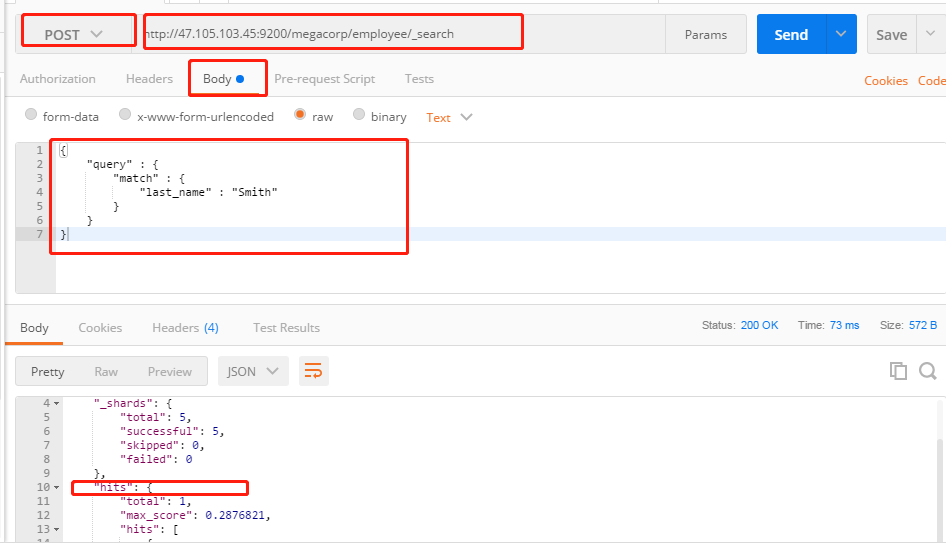 POST http://47.105.103.45:9200/megacorp/employee/_search Params Send Save
Authorization Headers Body Pre-request Script Tests Cookies Code
form-data x-www-form-urlencoded raw binary Text
1 {
2 "query" : {
3 "match" : {
4 "last_name" : "Smith"
5 }
6 }
7 }
Body Cookies Headers (4) Test Results Status: 200 OK Time: 73 ms Size: 572 B
Pretty Raw Preview JSON
4 "_shards": {
5 "total": 5,
6 "successful": 5,
7 "skipped": 0,
8 "failed": 0
9 },
10 "hits": {
11 "total": 1,
12 "max_score": 0.2876821,
13 "hits": [
14 {